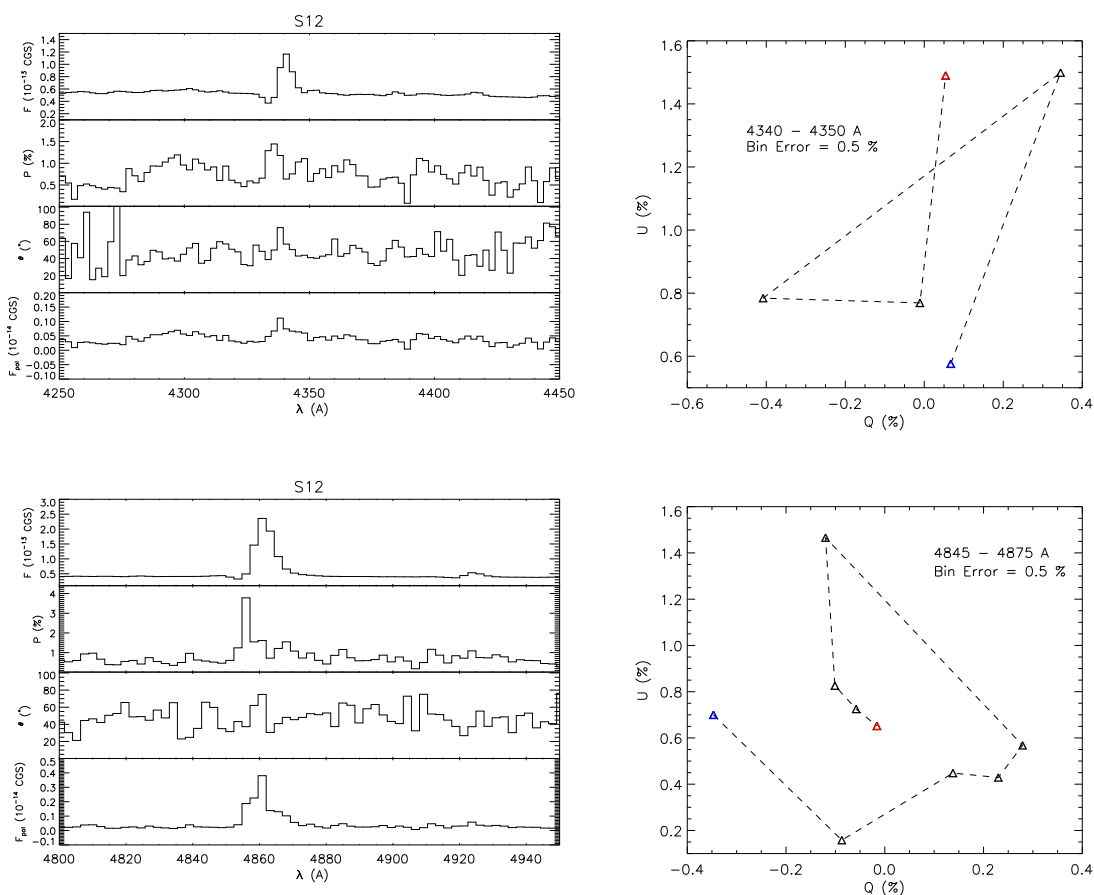 S12
F (10⁻¹³ CGS)
1.4
1.2
1.0
0.8
0.6
0.4
0.2
P (%)
2.0
1.5
1.0
0.5
θ (°)
100
80
60
40
20
F_pol (10⁻¹⁴ CGS)
0.20
0.15
0.10
0.05
0.00
−0.05
−0.10
4250 4300 4350 4400 4450
λ (A)
U (%)
1.6
1.4
1.2
1.0
0.8
0.6
4340 − 4350 A
Bin Error = 0.5 %
−0.6 −0.4 −0.2 0.0 0.2 0.4
Q (%)
S12
F (10⁻¹³ CGS)
3.0
2.5
2.0
1.5
1.0
0.5
P (%)
4
3
2
1
θ (°)
100
80
60
40
20
F_pol (10⁻¹⁴ CGS)
0.5
0.4
0.3
0.2
0.1
0.0
−0.1
4800 4820 4840 4860 4880 4900 4920 4940
λ (A)
U (%)
1.6
1.4
1.2
1.0
0.8
0.6
0.4
0.2
4845 − 4875 A
Bin Error = 0.5 %
−0.4 −0.2 0.0 0.2 0.4
Q (%)